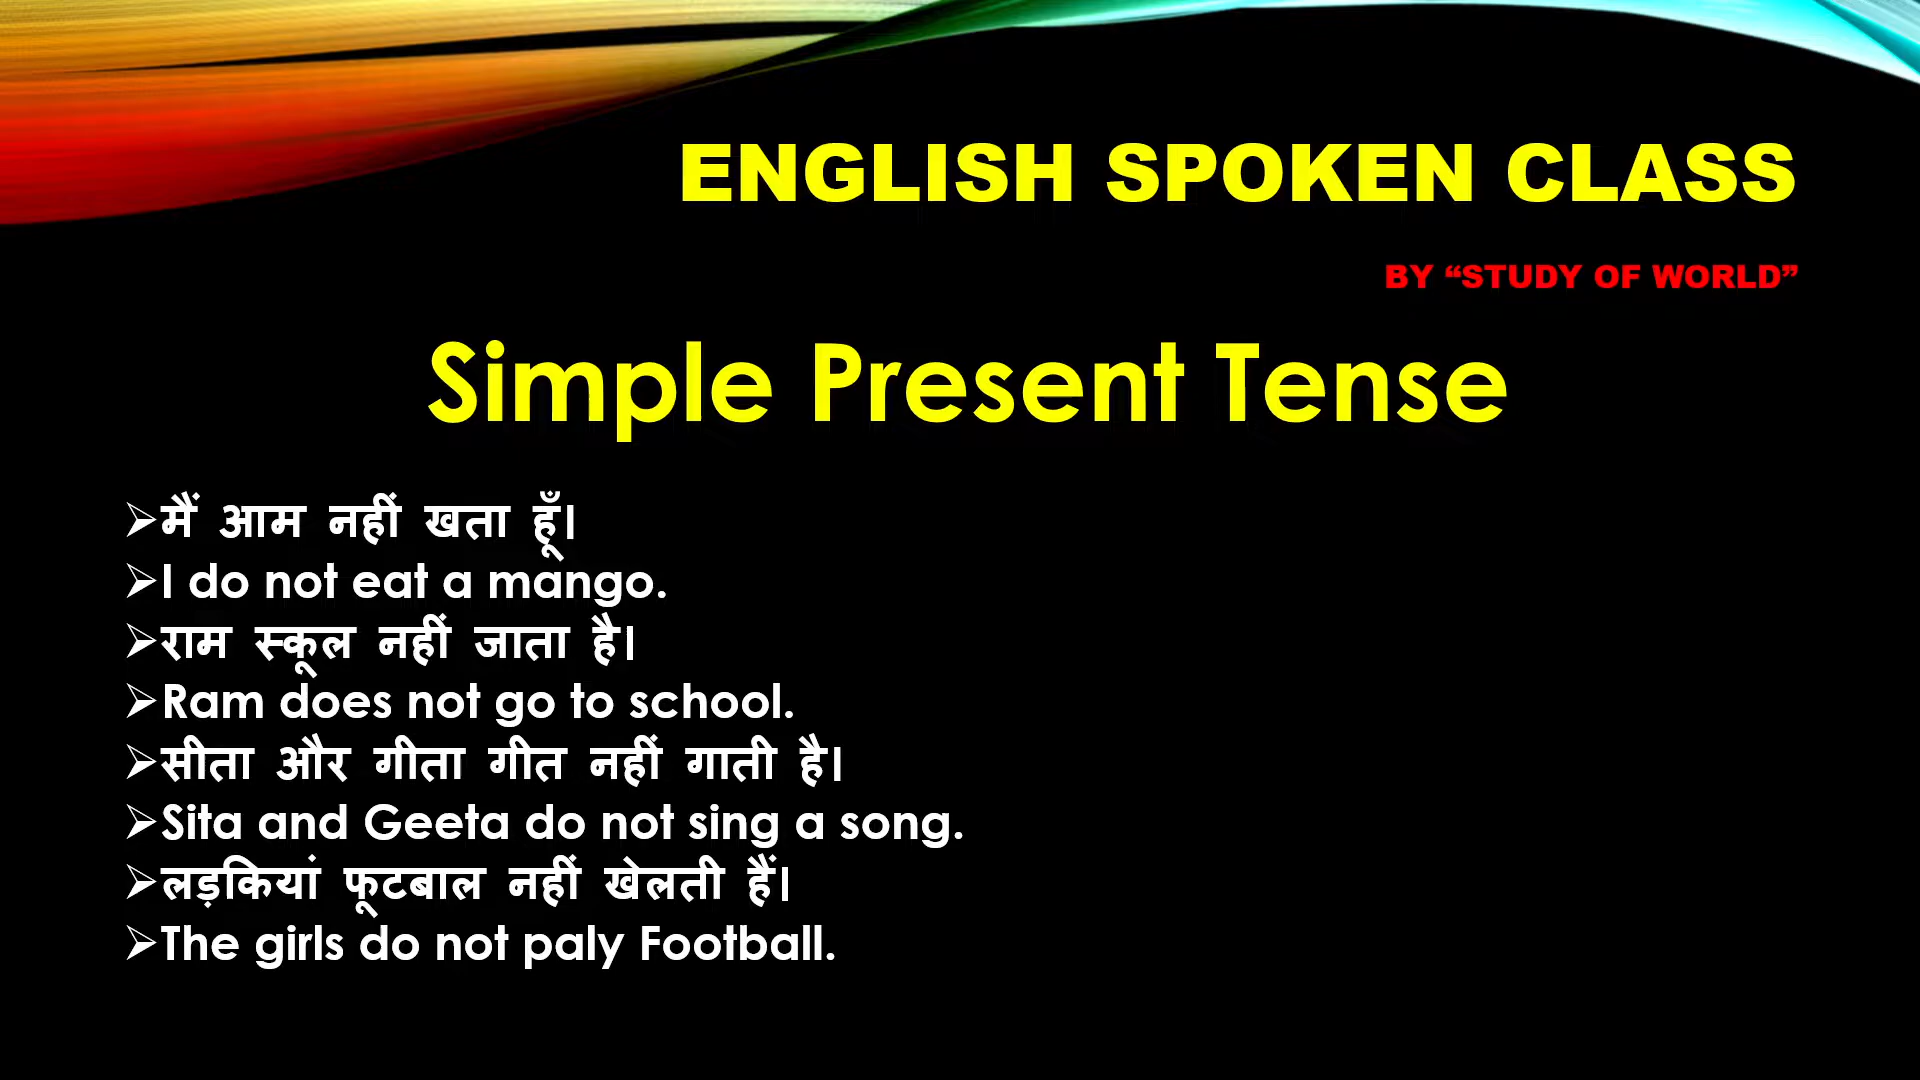 ENGLISH SPOKEN CLASS
BY “STUDY OF WORLD”
Simple Present Tense
➢मैं आम नहीं खता हूँ।
➢I do not eat a mango.
➢राम स्कूल नहीं जाता है।
➢Ram does not go to school.
➢सीता और गीता गीत नहीं गाती है।
➢Sita and Geeta do not sing a song.
➢लड़कियां फूटबाल नहीं खेलती हैं।
➢The girls do not paly Football.